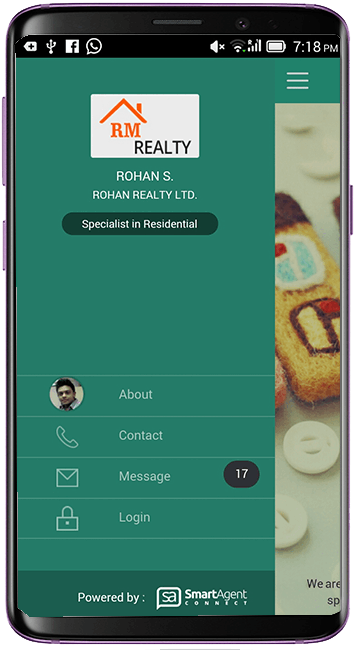 7:18 PM
RM
REALTY
ROHAN S.
ROHAN REALTY LTD.
Specialist in Residential
About
Contact
Message
17
Login
We are
sp
Powered by :
sa
SmartAgent
CONNECT